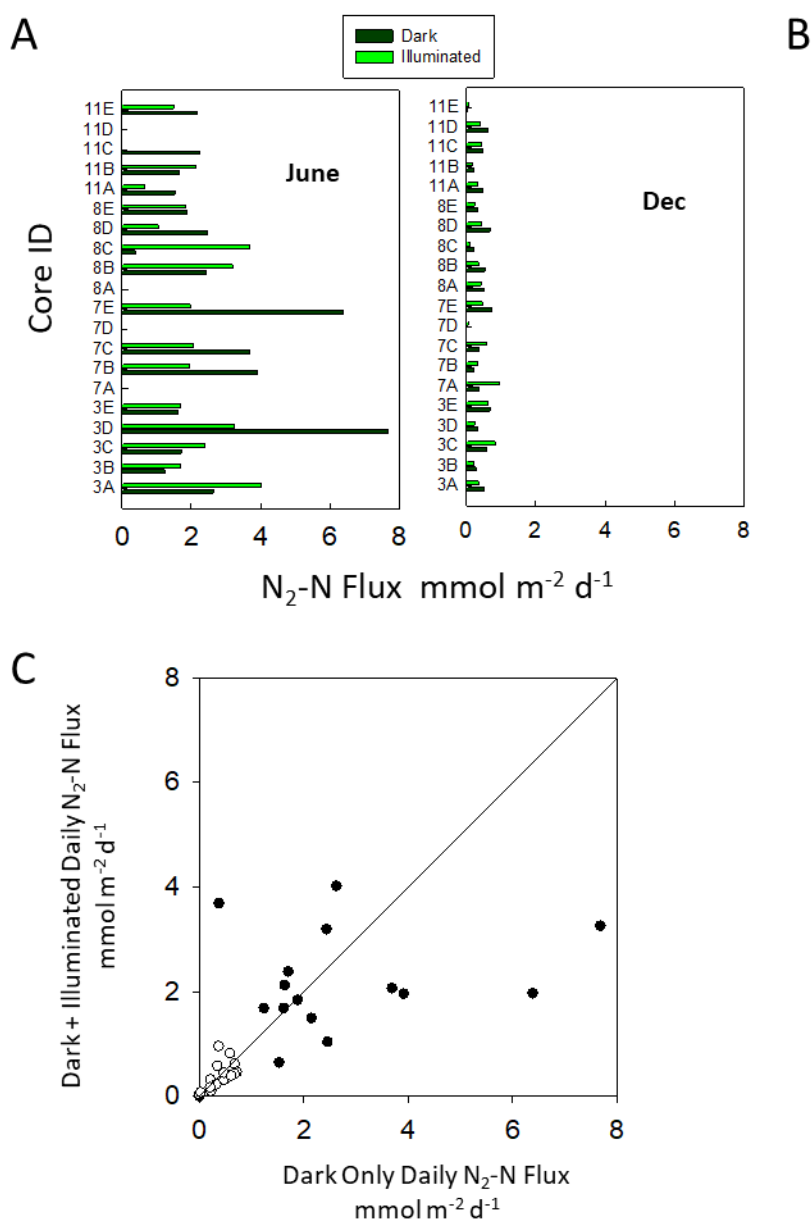 A
B
Dark
Illuminated
11E
11D
11C
11B
11A
8E
8D
8C
8B
8A
7E
7D
7C
7B
7A
3E
3D
3C
3B
3A
June
Core ID
0 2 4 6 8
11E
11D
11C
11B
11A
8E
8D
8C
8B
8A
7E
7D
7C
7B
7A
3E
3D
3C
3B
3A
Dec
0 2 4 6 8
N₂-N Flux mmol m⁻² d⁻¹
C
8
6
4
2
0
Dark + Illuminated Daily N₂-N Flux
mmol m⁻² d⁻¹
0 2 4 6 8
Dark Only Daily N₂-N Flux
mmol m⁻² d⁻¹